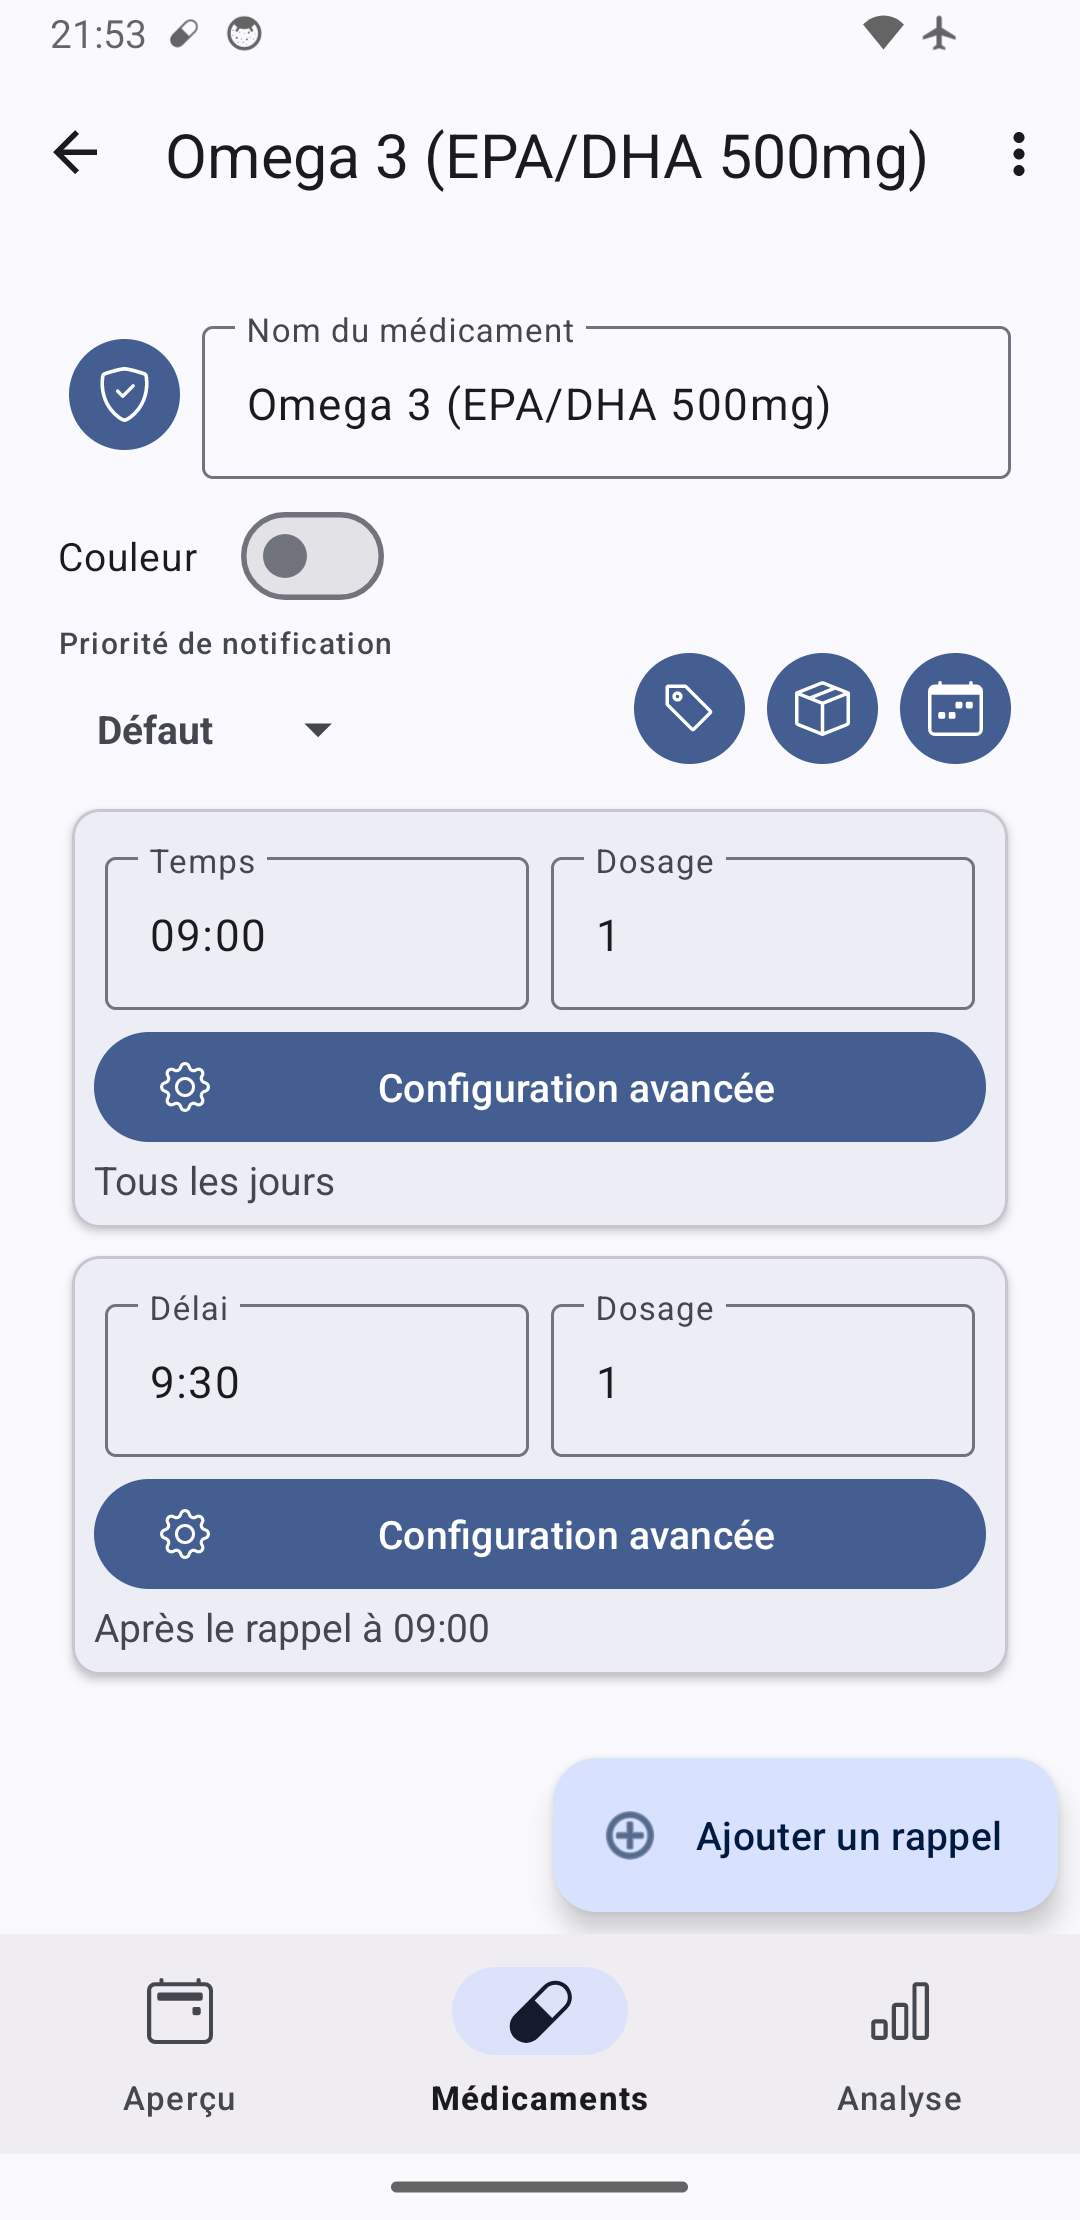 21:53
Omega 3 (EPA/DHA 500mg)
Nom du médicament
Omega 3 (EPA/DHA 500mg)
Couleur
Priorité de notification
Défaut
Temps
09:00
Dosage
1
Configuration avancée
Tous les jours
Délai
9:30
Dosage
1
Configuration avancée
Après le rappel à 09:00
Ajouter un rappel
Aperçu
Médicaments
Analyse